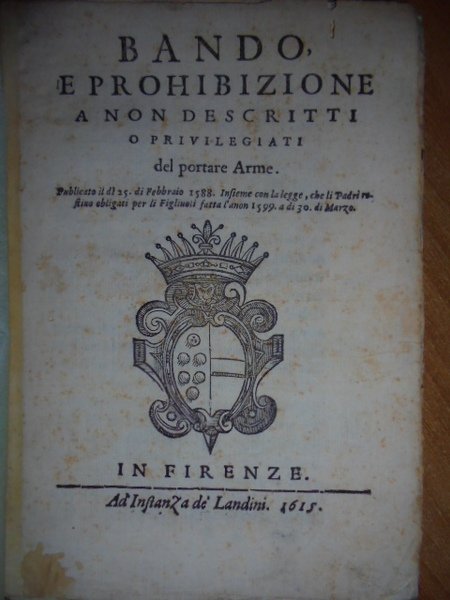 BANDO,
E PROHIBIZIONE
A NON DESCRITTI
O PRIVILEGIATI
del portare Arme.
Publicato il dì 25. di Febbraio 1588. Insieme con la legge, che li Padri re-
stino obligati per li Figliuoli fatta l'anon 1599. a di 30. di Marzo.
IN FIRENZE.
Ad' Instanza de' Landini. 1615.